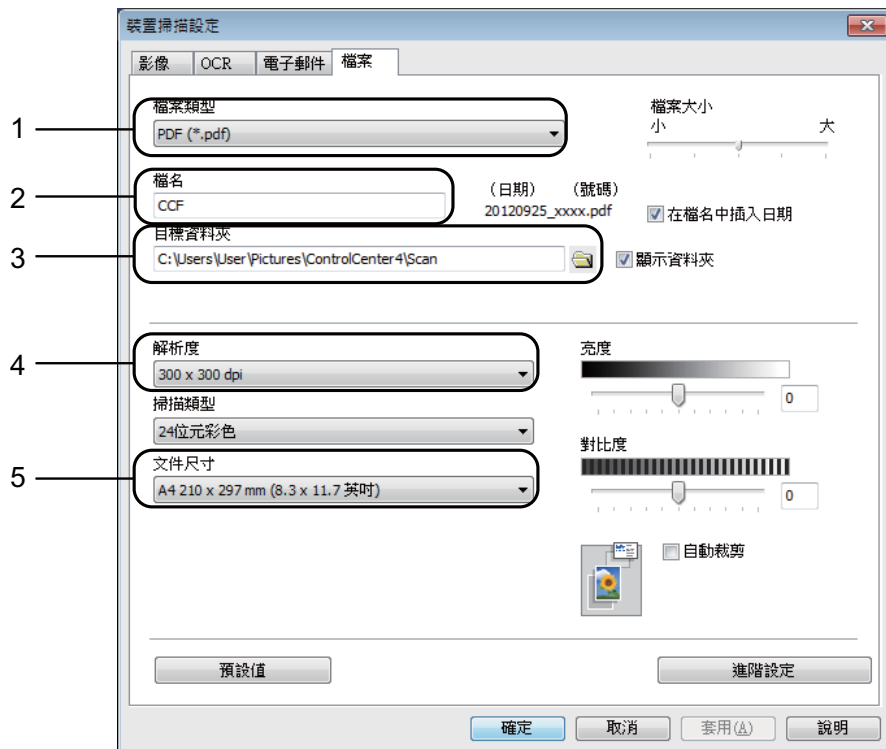 裝置掃描設定
影像 OCR 電子郵件 檔案
1
檔案類型
PDF (*.pdf)
檔案大小
小 大
2
檔名
CCF
(日期) (號碼)
20120925_xxxx.pdf
在檔名中插入日期
3
目標資料夾
C:\Users\User\Pictures\ControlCenter4\Scan
顯示資料夾
4
解析度
300 x 300 dpi
亮度
0
掃描類型
24位元彩色
對比度
0
5
文件尺寸
A4 210 x 297 mm (8.3 x 11.7 英吋)
自動裁剪
預設值 進階設定
確定 取消 套用(A) 說明